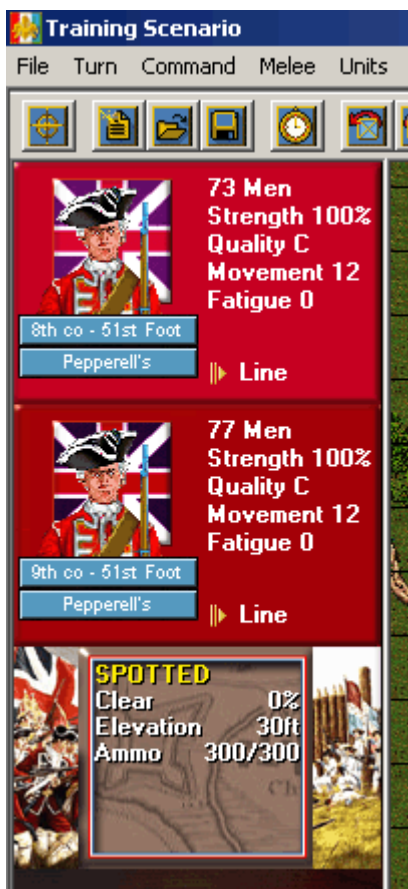 Training Scenario
File Turn Command Melee Units
73 Men
Strength 100%
Quality C
Movement 12
Fatigue 0
8th co - 51st Foot
Pepperell's
Line
77 Men
Strength 100%
Quality C
Movement 12
Fatigue 0
9th co - 51st Foot
Pepperell's
Line
SPOTTED
Clear 0%
Elevation 30ft
Ammo 300/300